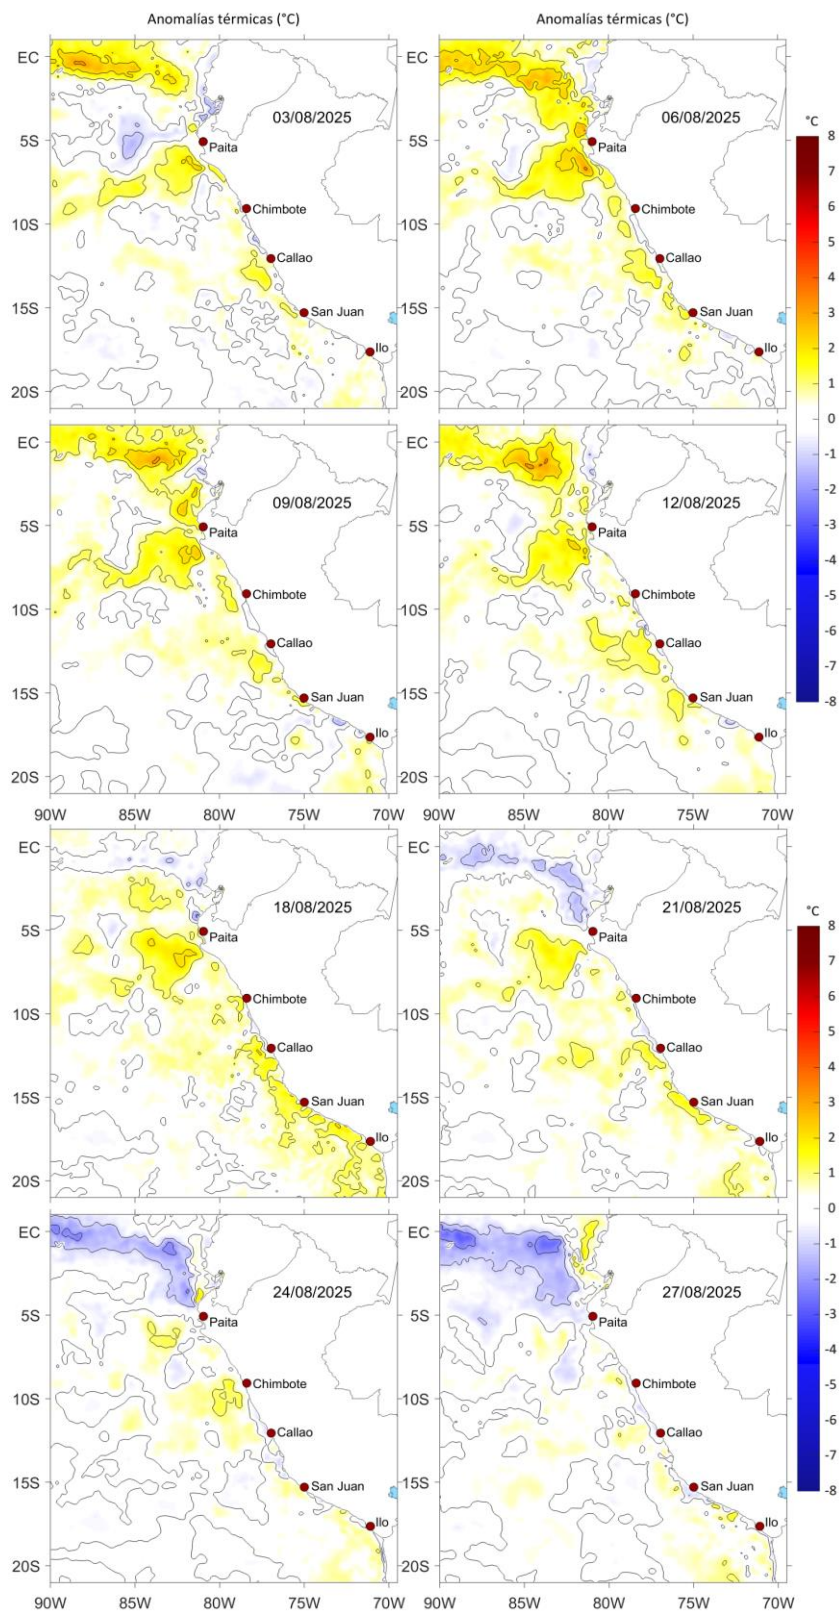 Anomalías térmicas (°C)
Anomalías térmicas (°C)
EC
5S
10S
15S
20S
03/08/2025
Paita
Chimbote
Callao
San Juan
Ilo
EC
5S
10S
15S
20S
06/08/2025
Paita
Chimbote
Callao
San Juan
Ilo
°C
8
7
6
5
4
3
2
1
0
-1
-2
-3
-4
-5
-6
-7
-8
EC
5S
10S
15S
20S
09/08/2025
Paita
Chimbote
Callao
San Juan
Ilo
90W 85W 80W 75W 70W
EC
5S
10S
15S
20S
12/08/2025
Paita
Chimbote
Callao
San Juan
Ilo
90W 85W 80W 75W 70W
EC
5S
10S
15S
20S
18/08/2025
Paita
Chimbote
Callao
San Juan
Ilo
EC
5S
10S
15S
20S
21/08/2025
Paita
Chimbote
Callao
San Juan
Ilo
°C
8
7
6
5
4
3
2
1
0
-1
-2
-3
-4
-5
-6
-7
-8
EC
5S
10S
15S
20S
24/08/2025
Paita
Chimbote
Callao
San Juan
Ilo
90W 85W 80W 75W 70W
EC
5S
10S
15S
20S
27/08/2025
Paita
Chimbote
Callao
San Juan
Ilo
90W 85W 80W 75W 70W